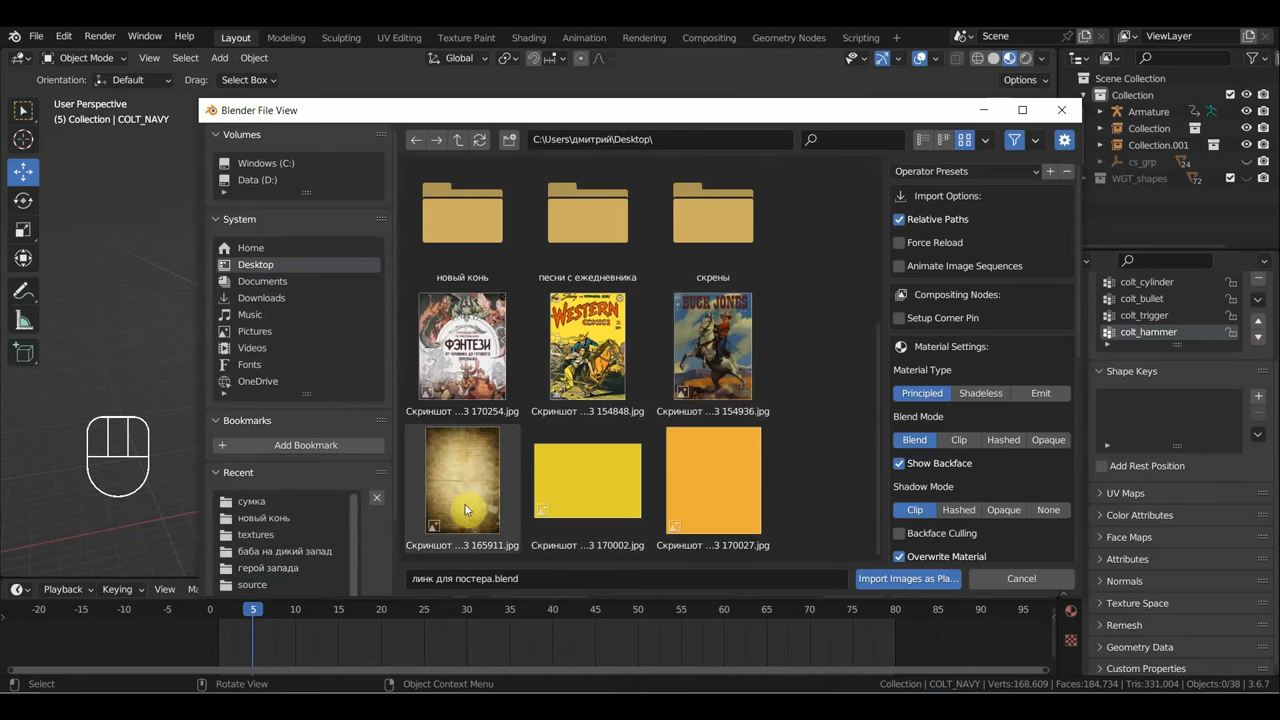 File Edit Render Window Help Layout Modeling Sculpting UV Editing Texture Paint Shading Animation Rendering Compositing Geometry Nodes Scripting + Scene ViewLayer
Object Mode View Select Add Object Global Options
Orientation: Default Drag: Select Box
User Perspective
(5) Collection | COLT_NAVY
Blender File View
Volumes
Windows (C:)
Data (D:)
System
Home
Desktop
Documents
Downloads
Music
Pictures
Videos
Fonts
OneDrive
Bookmarks
Add Bookmark
Recent
сумка
новый конь
textures
баба на дикий запад
герой запада
source
C:\Users\дмитрий\Desktop\
новый конь песни с ежедневника скрены
ФЭНТЕЗИ
WESTERN
COMICS
BUCK JONES
Скриншот ...3 170254.jpg Скриншот ...3 154848.jpg Скриншот ...3 154936.jpg
Скриншот ...3 165911.jpg Скриншот ...3 170002.jpg Скриншот ...3 170027.jpg
линк для постера.blend
Import Images as Pla... Cancel
Operator Presets
Import Options:
Relative Paths
Force Reload
Animate Image Sequences
Compositing Nodes:
Setup Corner Pin
Material Settings:
Material Type
Principled Shadeless Emit
Blend Mode
Blend Clip Hashed Opaque
Show Backface
Shadow Mode
Clip Hashed Opaque None
Backface Culling
Overwrite Material
Scene Collection
Collection
Armature
Collection
Collection.001
cs_grp 24
WGT_shapes 72
colt_cylinder
colt_bullet
colt_trigger
colt_hammer
Shape Keys
Add Rest Position
UV Maps
Color Attributes
Face Maps
Attributes
Normals
Texture Space
Remesh
Geometry Data
Custom Properties
Playback Keying View Ma
-20 -15 -10 -5 0 5 10 15 20 25 30 35 40 45 50 55 60 65 70 75 80 85 90 95
Select Rotate View Object Context Menu Collection | COLT_NAVY | Verts:168,609 | Faces:184,734 | Tris:331,004 | Objects:0/38 | 3.6.7